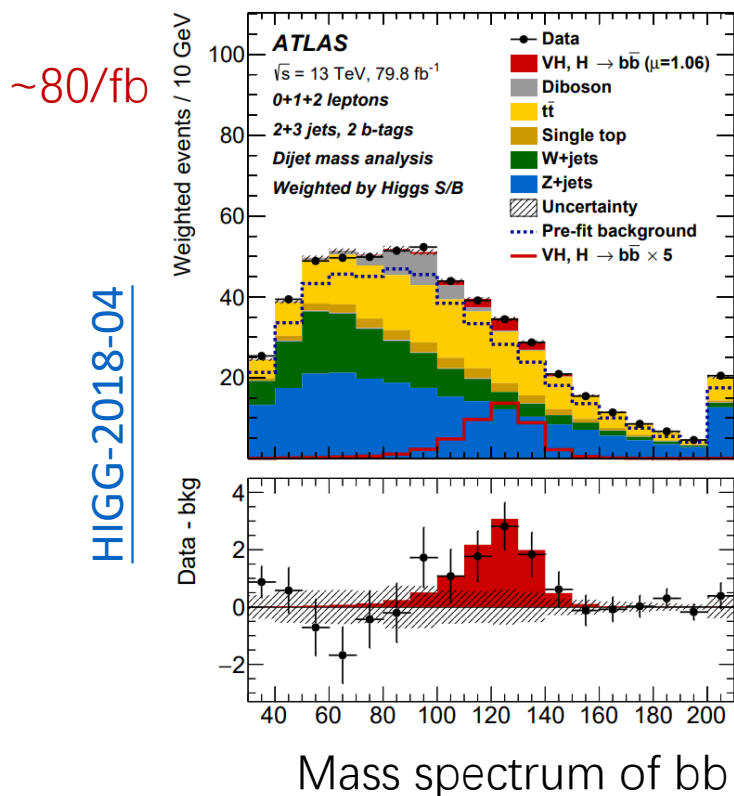 ~80/fb
HIGG-2018-04
Weighted events / 10 GeV
100
80
60
40
20
ATLAS
√s = 13 TeV, 79.8 fb⁻¹
0+1+2 leptons
2+3 jets, 2 b-tags
Dijet mass analysis
Weighted by Higgs S/B
Data
VH, H → bb̄ (μ=1.06)
Diboson
tt̄
Single top
W+jets
Z+jets
Uncertainty
Pre-fit background
VH, H → bb̄ × 5
Data - bkg
4
2
0
−2
40 60 80 100 120 140 160 180 200
Mass spectrum of bb